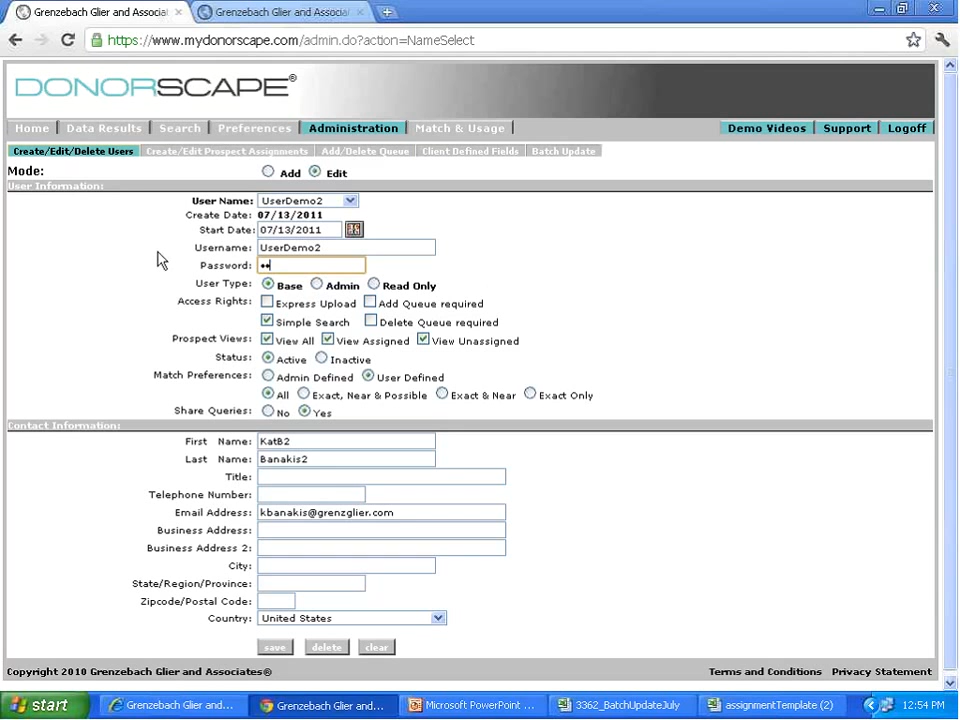 Grenzebach Glier and Associat
Grenzebach Glier and Associa
https://www.mydonorscape.com/admin.do?action=NameSelect
DONORSCAPE®
Home Data Results Search Preferences Administration Match & Usage Demo Videos Support Logoff
Create/Edit/Delete Users Create/Edit Prospect Assignments Add/Delete Queue Client Defined Fields Batch Update
Mode: Add Edit
User Information:
User Name: UserDemo2
Create Date: 07/13/2011
Start Date: 07/13/2011
Username: UserDemo2
Password: ••
User Type: Base Admin Read Only
Access Rights: Express Upload Add Queue required
Simple Search Delete Queue required
Prospect Views: View All View Assigned View Unassigned
Status: Active Inactive
Match Preferences: Admin Defined User Defined
All Exact, Near & Possible Exact & Near Exact Only
Share Queries: No Yes
Contact Information:
First Name: KatB2
Last Name: Banakis2
Title:
Telephone Number:
Email Address: kbanakis@grenzglier.com
Business Address:
Business Address 2:
City:
State/Region/Province:
Zipcode/Postal Code:
Country: United States
save delete clear
Copyright 2010 Grenzebach Glier and Associates® Terms and Conditions Privacy Statement
start Grenzebach Glier and... Grenzebach Glier and... Microsoft PowerPoint ... 3362_BatchUpdateJuly assignmentTemplate (2) 12:54 PM